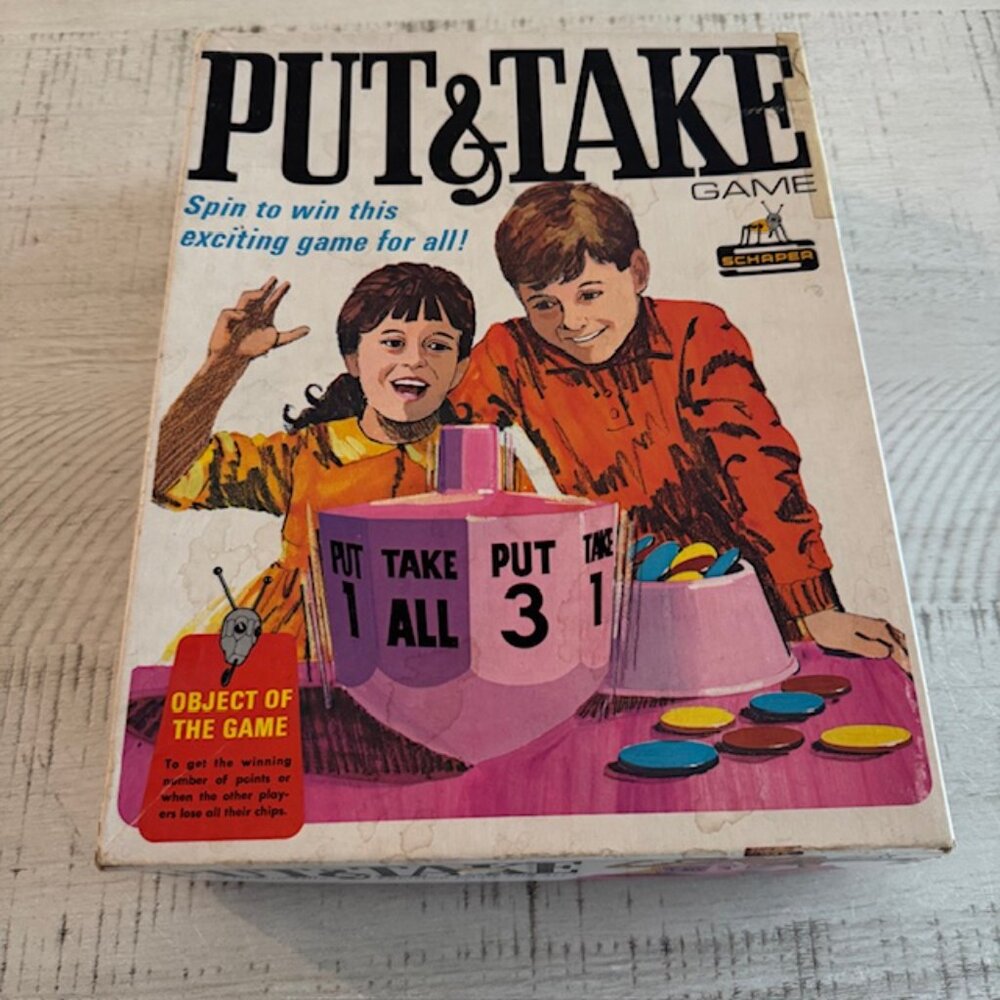 PUT & TAKE
GAME
Spin to win this
exciting game for all!
SCHAPER
PUT
1
TAKE
ALL
PUT
3
TAKE
1
OBJECT OF
THE GAME
To get the winning
number of points or
when the other play-
ers lose all their chips.
PUT & TAKE